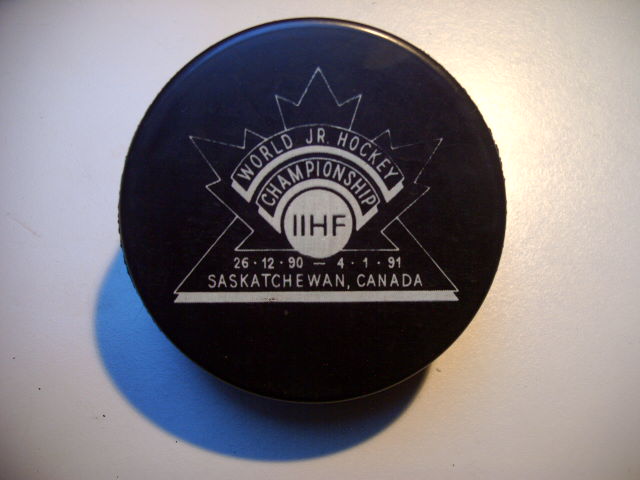 WORLD JR. HOCKEY
CHAMPIONSHIP
IIHF
26 · 12 · 90 — 4 · 1 · 91
SASKATCHEWAN, CANADA